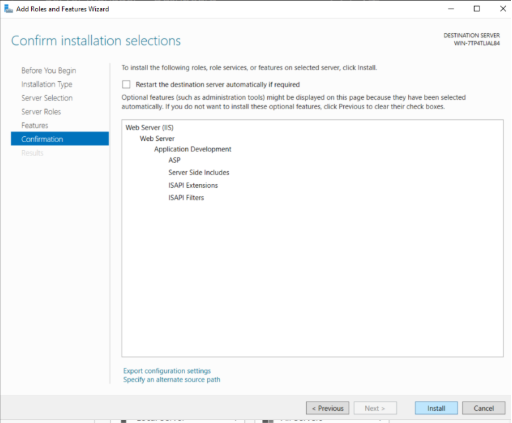 Add Roles and Features Wizard
Confirm installation selections
DESTINATION SERVER
WIN-7TP4TUALB4
Before You Begin
Installation Type
Server Selection
Server Roles
Features
Confirmation
Results
To install the following roles, role services, or features on selected server, click Install.
Restart the destination server automatically if required
Optional features (such as administration tools) might be displayed on this page because they have been selected
automatically. If you do not want to install these optional features, click Previous to clear their check boxes.
Web Server (IIS)
Web Server
Application Development
ASP
Server Side Includes
ISAPI Extensions
ISAPI Filters
Export configuration settings
Specify an alternate source path
< Previous
Next >
Install
Cancel